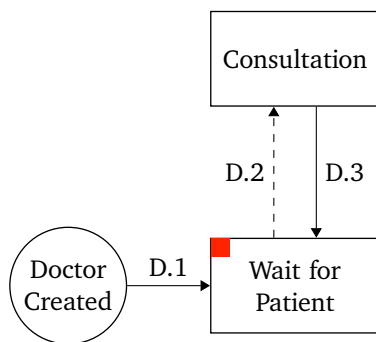 Consultation
D.2
D.3
D.1
Doctor
Created
Wait for
Patient